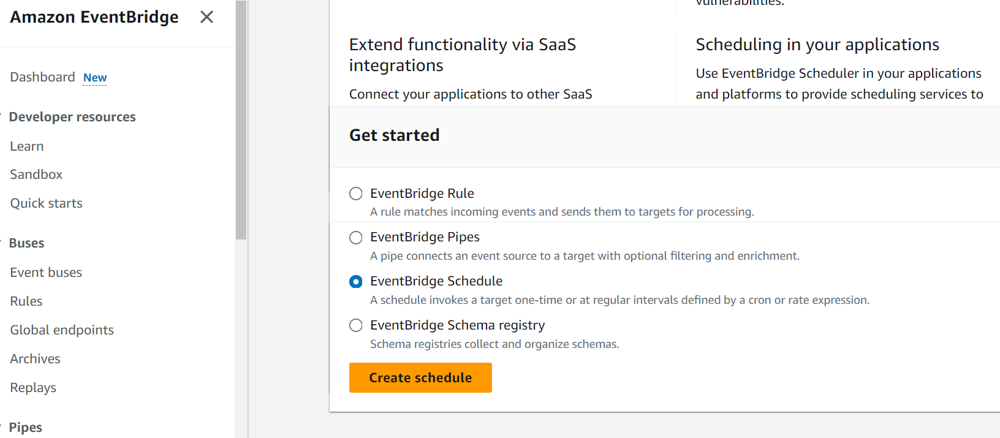 Amazon EventBridge
Dashboard New
Developer resources
Learn
Sandbox
Quick starts
Buses
Event buses
Rules
Global endpoints
Archives
Replays
Pipes
vulnerabilities.
Extend functionality via SaaS
integrations
Connect your applications to other SaaS
Scheduling in your applications
Use EventBridge Scheduler in your applications
and platforms to provide scheduling services to
Get started
EventBridge Rule
A rule matches incoming events and sends them to targets for processing.
EventBridge Pipes
A pipe connects an event source to a target with optional filtering and enrichment.
EventBridge Schedule
A schedule invokes a target one-time or at regular intervals defined by a cron or rate expression.
EventBridge Schema registry
Schema registries collect and organize schemas.
Create schedule